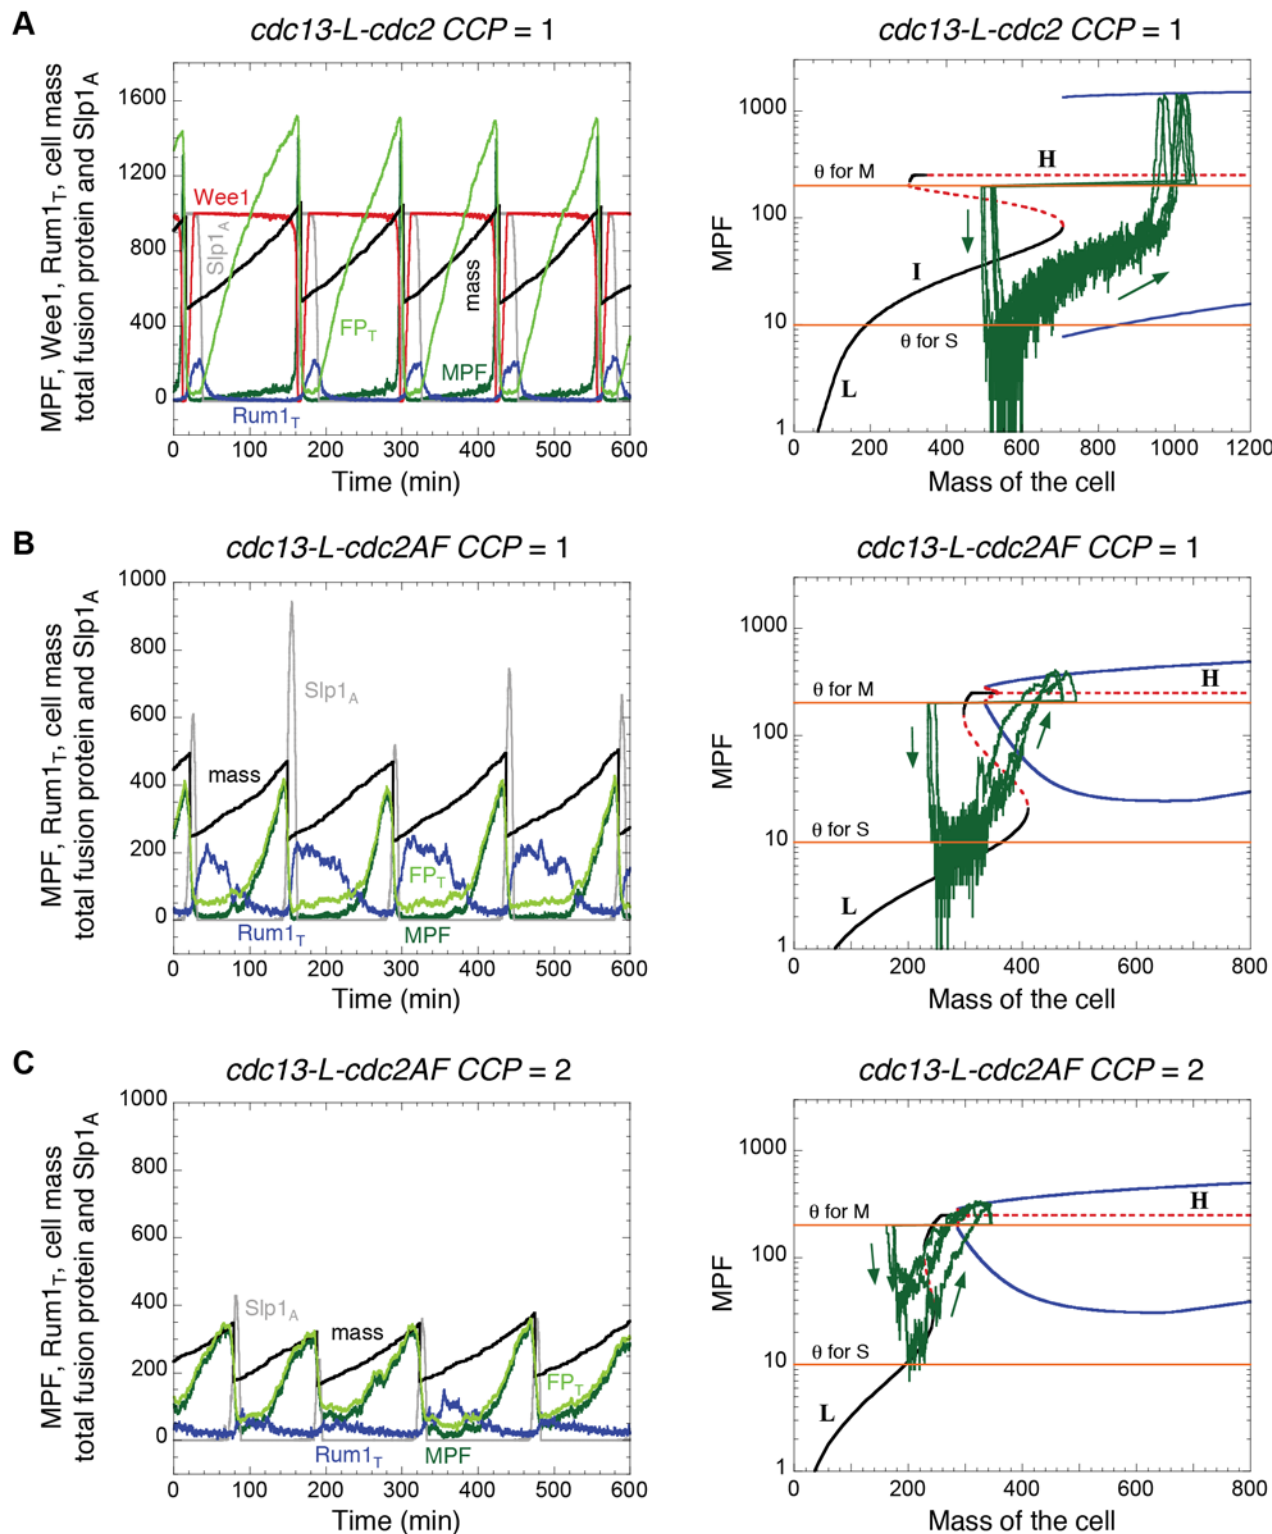 A
cdc13-L-cdc2 CCP = 1
MPF, Wee1, Rum1T, cell mass
total fusion protein and Slp1A
1600
1200
800
400
0
Wee1
Slp1A
mass
FPT
MPF
Rum1T
0 100 200 300 400 500 600
Time (min)
cdc13-L-cdc2 CCP = 1
MPF
1000
100
10
1
θ for M
H
I
θ for S
L
0 200 400 600 800 1000 1200
Mass of the cell
B
cdc13-L-cdc2AF CCP = 1
MPF, Rum1T, cell mass
total fusion protein and Slp1A
1000
800
600
400
200
0
Slp1A
mass
FPT
Rum1T
MPF
0 100 200 300 400 500 600
Time (min)
cdc13-L-cdc2AF CCP = 1
MPF
1000
100
10
1
θ for M
H
θ for S
L
0 200 400 600 800
Mass of the cell
C
cdc13-L-cdc2AF CCP = 2
MPF, Rum1T, cell mass
total fusion protein and Slp1A
1000
800
600
400
200
0
Slp1A
mass
FPT
Rum1T
MPF
0 100 200 300 400 500 600
Time (min)
cdc13-L-cdc2AF CCP = 2
MPF
1000
100
10
1
θ for M
H
θ for S
L
0 200 400 600 800
Mass of the cell